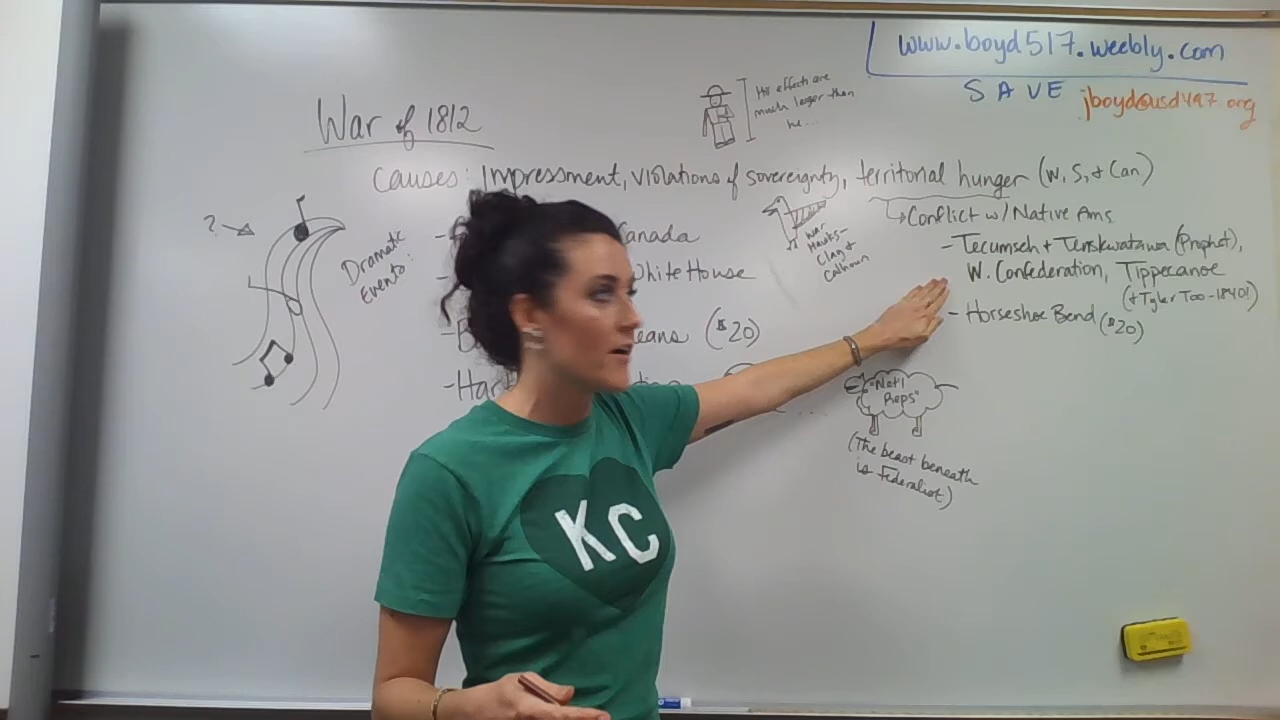 www.boyd517.weebly.com
SAVE
jboyd@usd497.org
War of 1812
His effects are
much larger than
he...
Causes: Impressment, violations of sovereignty, territorial hunger (W, S, + Can)
↳ Conflict w/ Native Ams
- Tecumseh + Tenskwatawa (Prophet),
W. Confederation, Tippecanoe
(+ Tyler Too - 1840!)
- Horseshoe Bend ($20)
?
Dramatic
Events:
Canada
White House
eans ($20)
- Har
War
Hawks -
Clay +
Calhoun
"Nat'l
Reps"
(The beast beneath
is Federalist)
KC